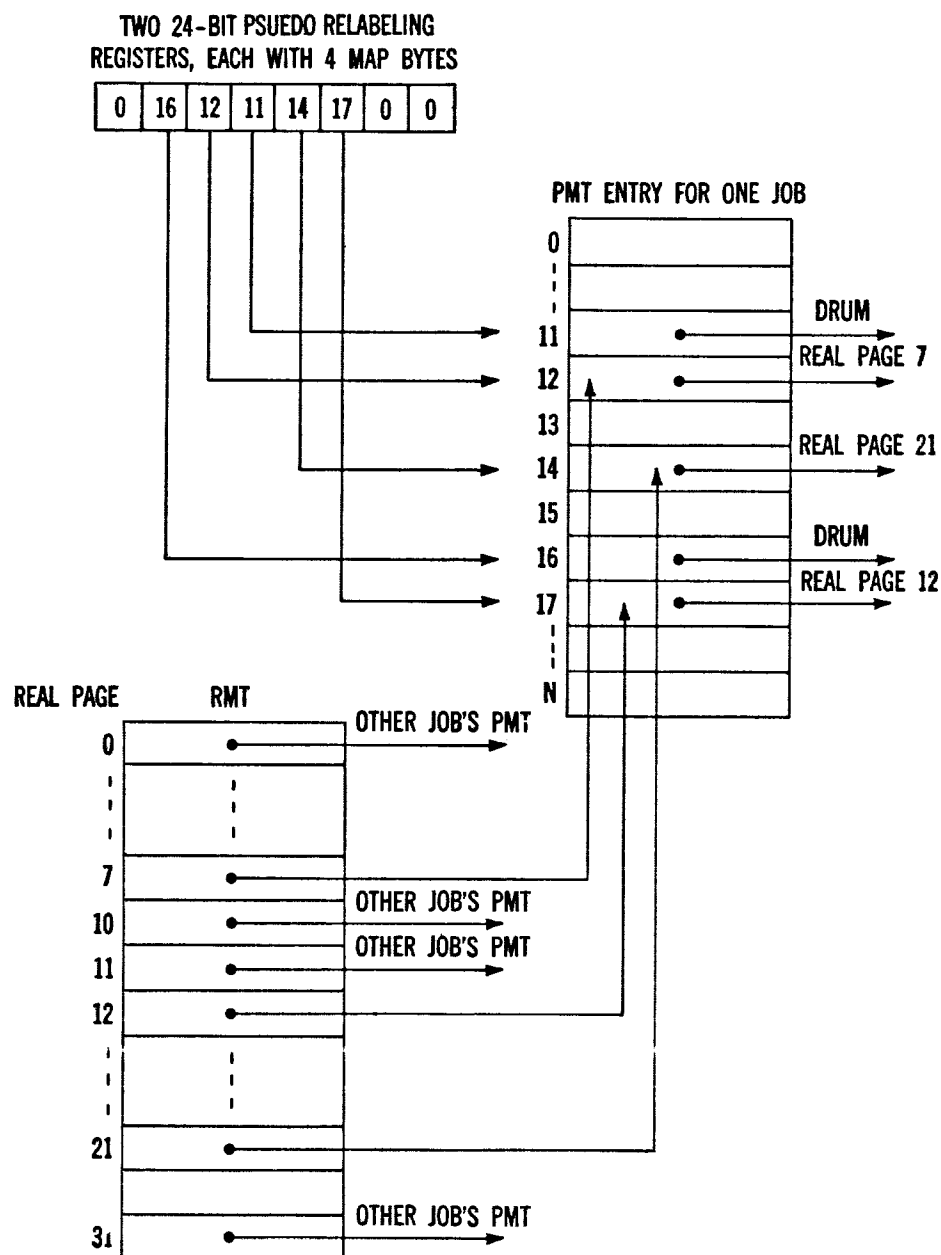 TWO 24-BIT PSUEDO RELABELING
REGISTERS, EACH WITH 4 MAP BYTES
0 16 12 11 14 17 0 0
PMT ENTRY FOR ONE JOB
0
11 DRUM
REAL PAGE 7
12
13
REAL PAGE 21
14
15
DRUM
16
REAL PAGE 12
17
N
REAL PAGE RMT
OTHER JOB'S PMT
0
7
OTHER JOB'S PMT
10
OTHER JOB'S PMT
11
12
21
OTHER JOB'S PMT
31